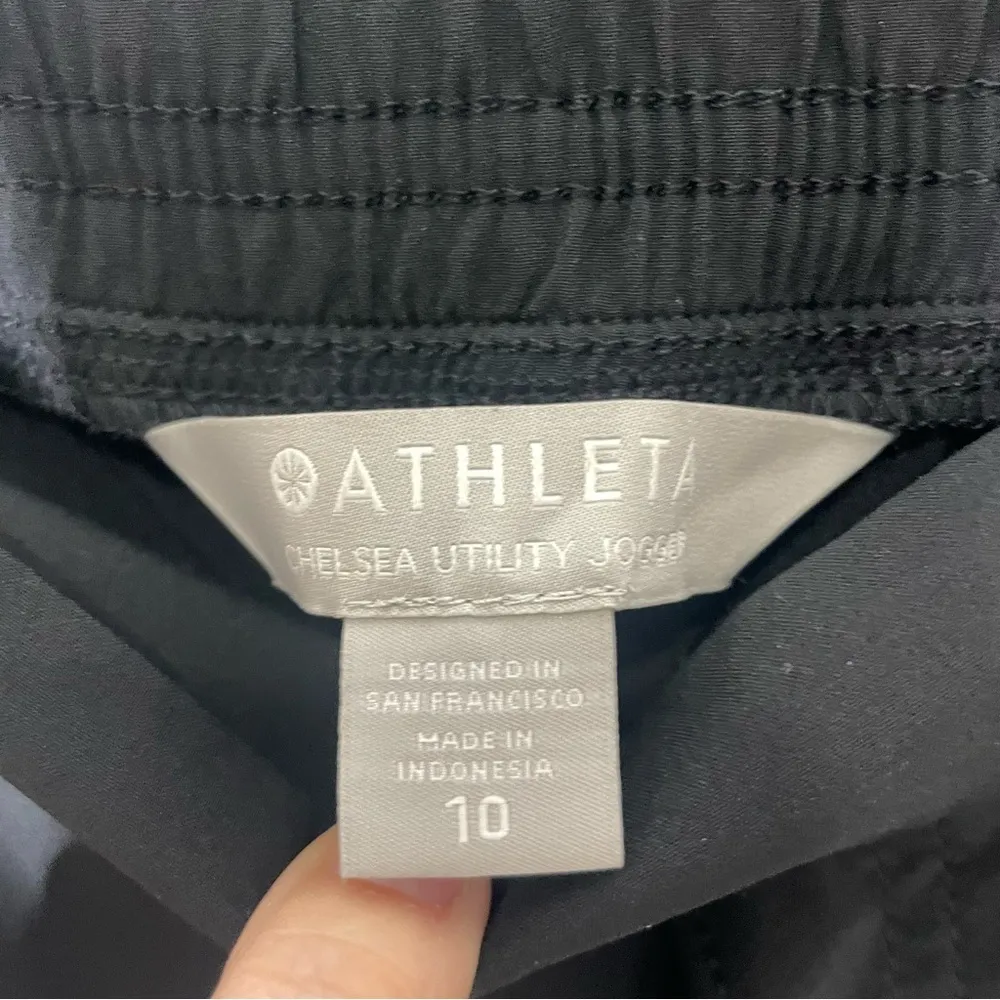 ATHLETA
CHELSEA UTILITY JOGGER
DESIGNED IN
SAN FRANCISCO
MADE IN
INDONESIA
10